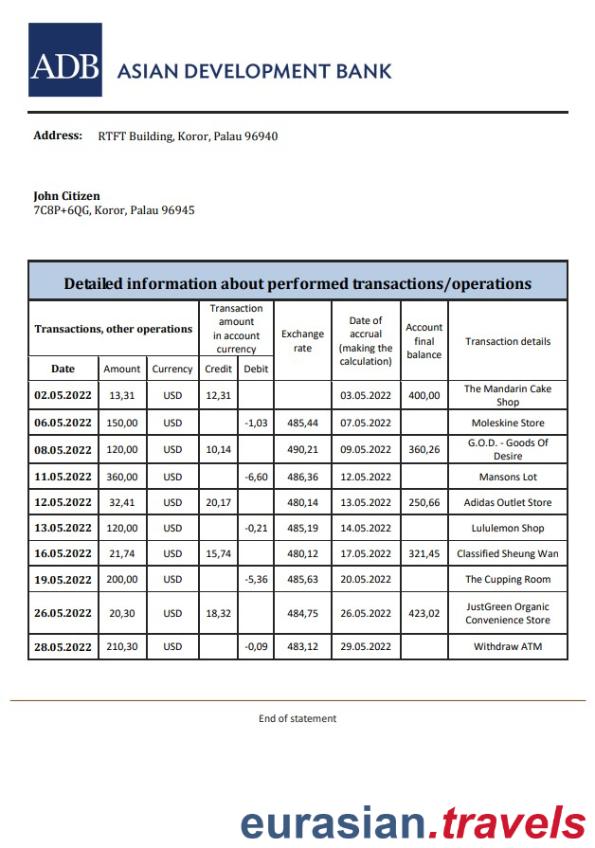 ADB ASIAN DEVELOPMENT BANK
Address: RTFT Building, Koror, Palau 96940
John Citizen
7C8P+6QG, Koror, Palau 96945
Detailed information about performed transactions/operations
Transactions, other operations
Transaction
amount
in account
currency
Exchange
rate
Date of
accrual
(making the
calculation)
Account
final
balance
Transaction details
Date Amount Currency Credit Debit
02.05.2022 13,31 USD 12,31 03.05.2022 400,00 The Mandarin Cake
Shop
06.05.2022 150,00 USD -1,03 485,44 07.05.2022 Moleskine Store
08.05.2022 120,00 USD 10,14 490,21 09.05.2022 360,26 G.O.D. - Goods Of
Desire
11.05.2022 360,00 USD -6,60 486,36 12.05.2022 Mansons Lot
12.05.2022 32,41 USD 20,17 480,14 13.05.2022 250,66 Adidas Outlet Store
13.05.2022 120,00 USD -0,21 485,19 14.05.2022 Lululemon Shop
16.05.2022 21,74 USD 15,74 480,12 17.05.2022 321,45 Classified Sheung Wan
19.05.2022 200,00 USD -5,36 485,63 20.05.2022 The Cupping Room
26.05.2022 20,30 USD 18,32 484,75 26.05.2022 423,02 JustGreen Organic
Convenience Store
28.05.2022 210,30 USD -0,09 483,12 29.05.2022 Withdraw ATM
End of statement
eurasian.travels